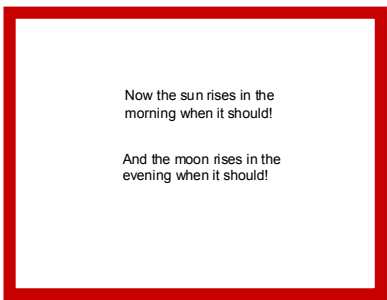 Now the sun rises in the
morning when it should!
And the moon rises in the
evening when it should!